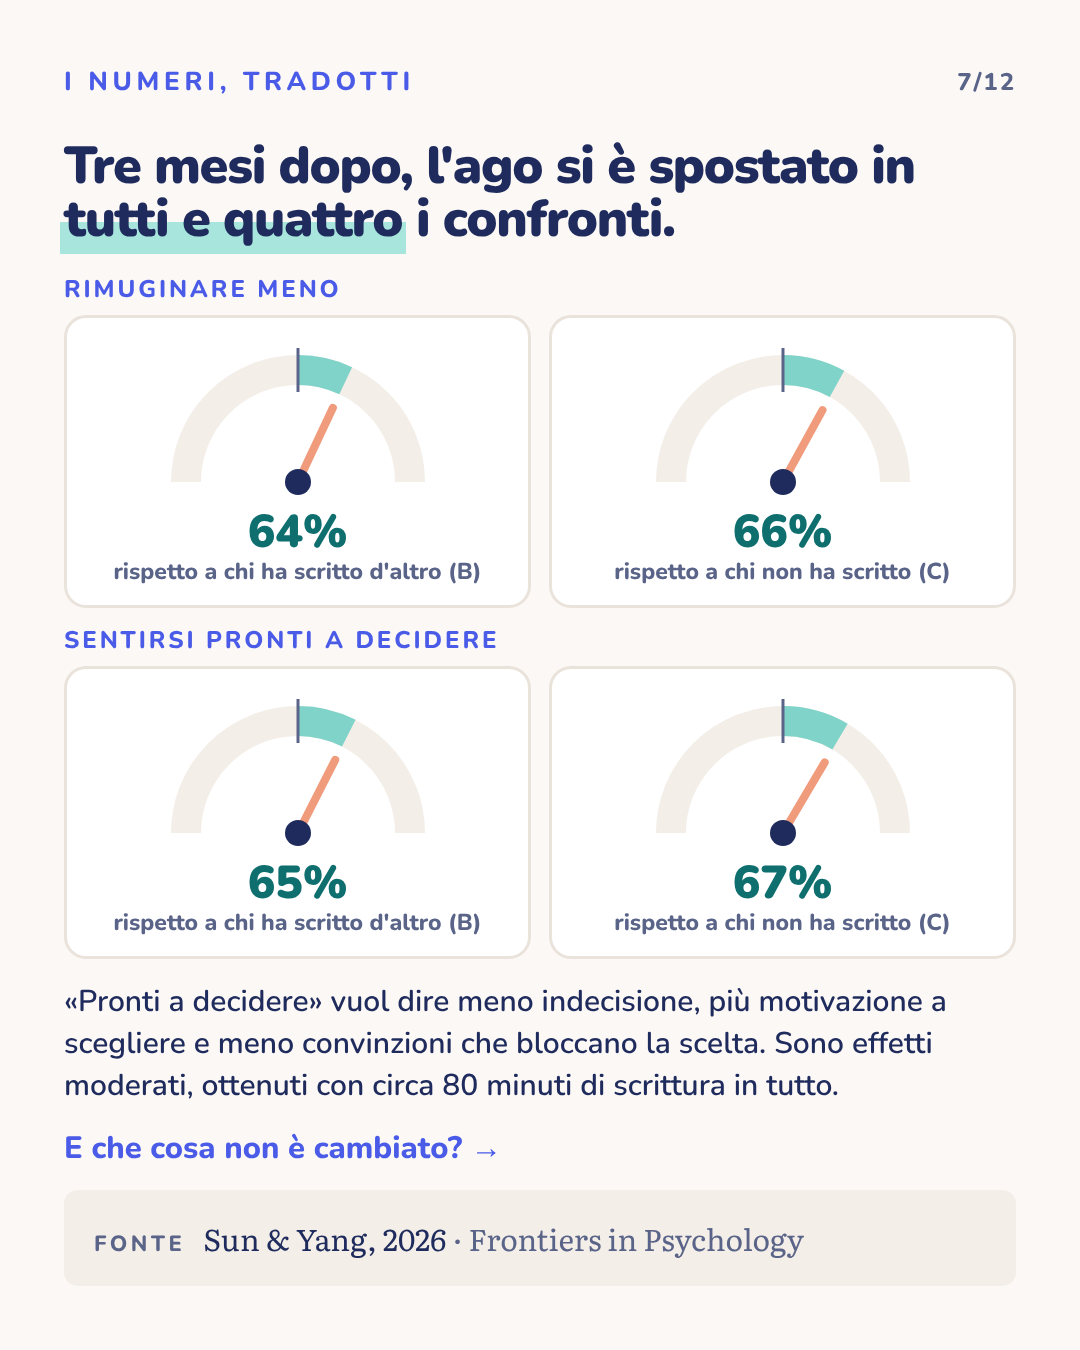 I NUMERI, TRADOTTI
7/12
Tre mesi dopo, l'ago si è spostato in
tutti e quattro i confronti.
RIMUGINARE MENO
64%
rispetto a chi ha scritto d'altro (B)
66%
rispetto a chi non ha scritto (C)
SENTIRSI PRONTI A DECIDERE
65%
rispetto a chi ha scritto d'altro (B)
67%
rispetto a chi non ha scritto (C)
«Pronti a decidere» vuol dire meno indecisione, più motivazione a
scegliere e meno convinzioni che bloccano la scelta. Sono effetti
moderati, ottenuti con circa 80 minuti di scrittura in tutto.
E che cosa non è cambiato? →
FONTE Sun & Yang, 2026 · Frontiers in Psychology